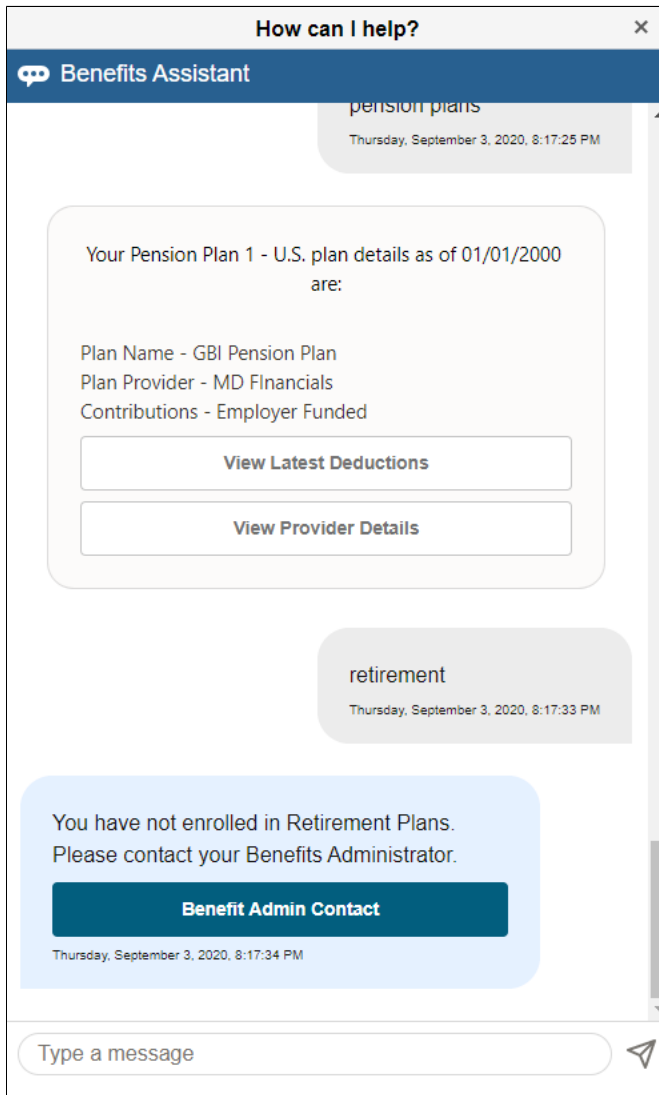 How can I help?
Benefits Assistant
pension plans
Thursday, September 3, 2020, 8:17:25 PM
Your Pension Plan 1 - U.S. plan details as of 01/01/2000
are:
Plan Name - GBI Pension Plan
Plan Provider - MD FInancials
Contributions - Employer Funded
View Latest Deductions
View Provider Details
retirement
Thursday, September 3, 2020, 8:17:33 PM
You have not enrolled in Retirement Plans.
Please contact your Benefits Administrator.
Benefit Admin Contact
Thursday, September 3, 2020, 8:17:34 PM
Type a message